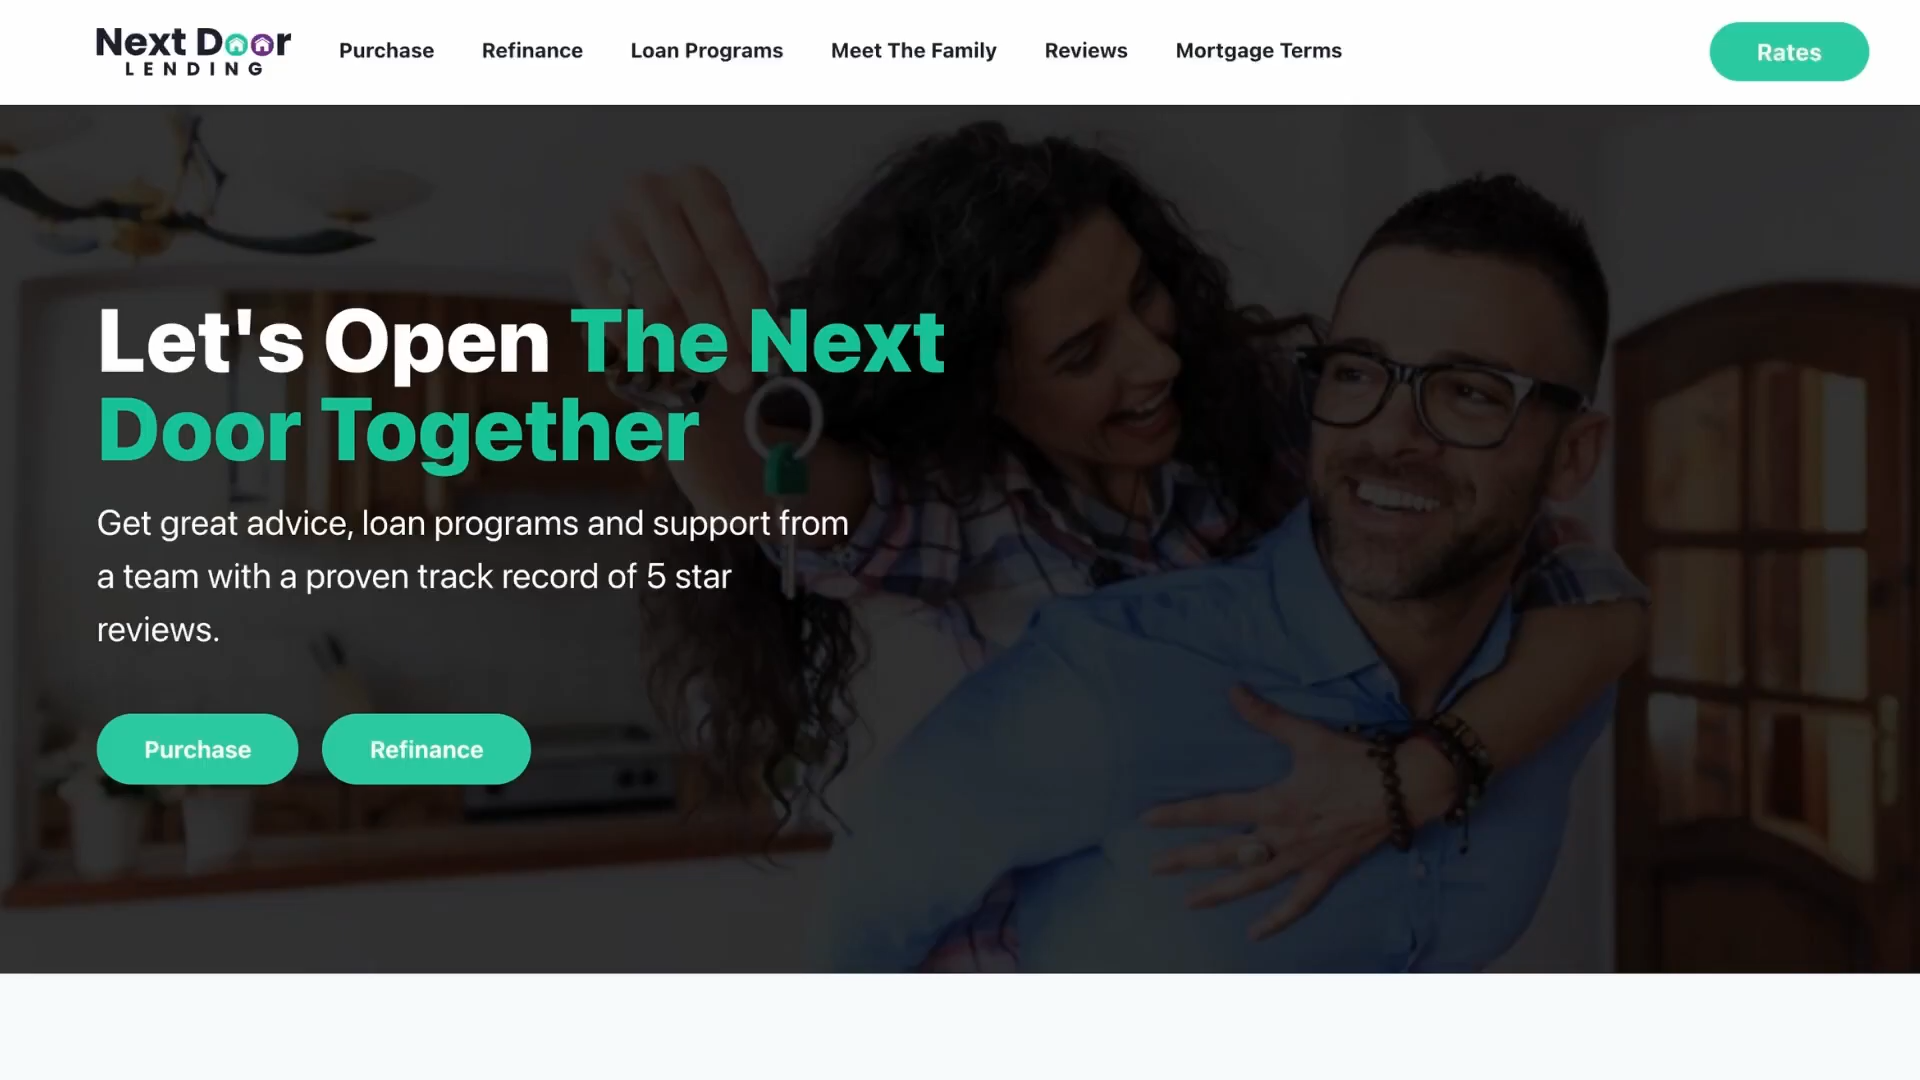 Next Door
LENDING
Purchase
Refinance
Loan Programs
Meet The Family
Reviews
Mortgage Terms
Rates
Let's Open The Next
Door Together
Get great advice, loan programs and support from
a team with a proven track record of 5 star
reviews.
Purchase
Refinance